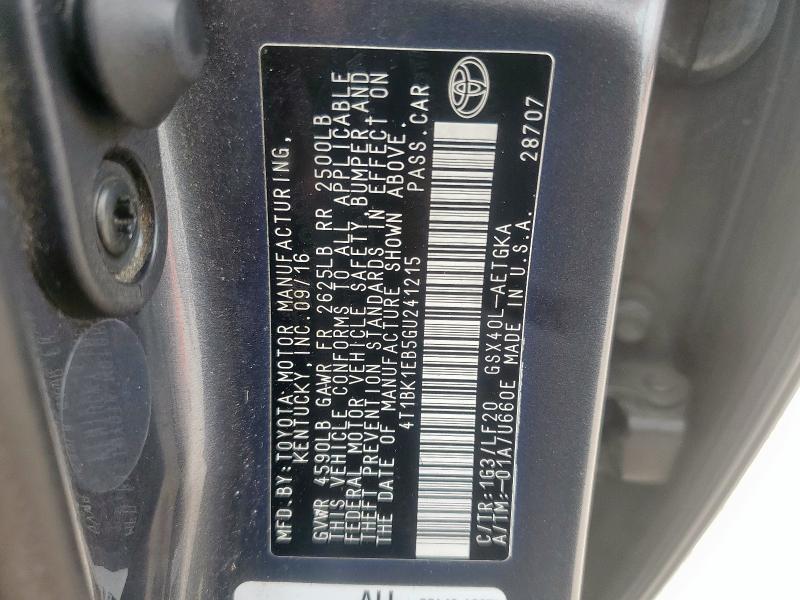 MFD.BY:TOYOTA MOTOR MANUFACTURING,
KENTUCKY, INC. 09/16
GVWR 4590LB GAWR FR 2625LB RR 2500LB
THIS VEHICLE CONFORMS TO ALL APPLICABLE
FEDERAL MOTOR VEHICLE SAFETY, BUMPER, AND
THEFT PREVENTION STANDARDS IN EFFECT ON
THE DATE OF MANUFACTURE SHOWN ABOVE.
4T1BK1EB5GU241215 PASS.CAR
C/TR:1G3/LF20 GSX40L-AETGKA
A/TM:-01A/U660E MADE IN U.S.A. 28707